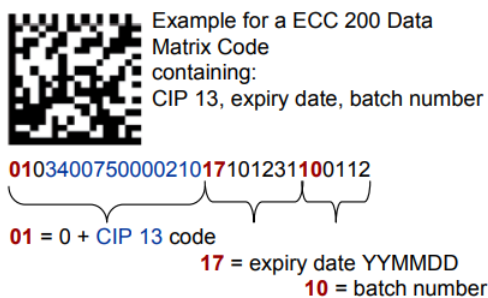 Example for a ECC 200 Data
Matrix Code
containing:
CIP 13, expiry date, batch number
010340075000021017101231100112
01 = 0 + CIP 13 code
17 = expiry date YYMMDD
10 = batch number